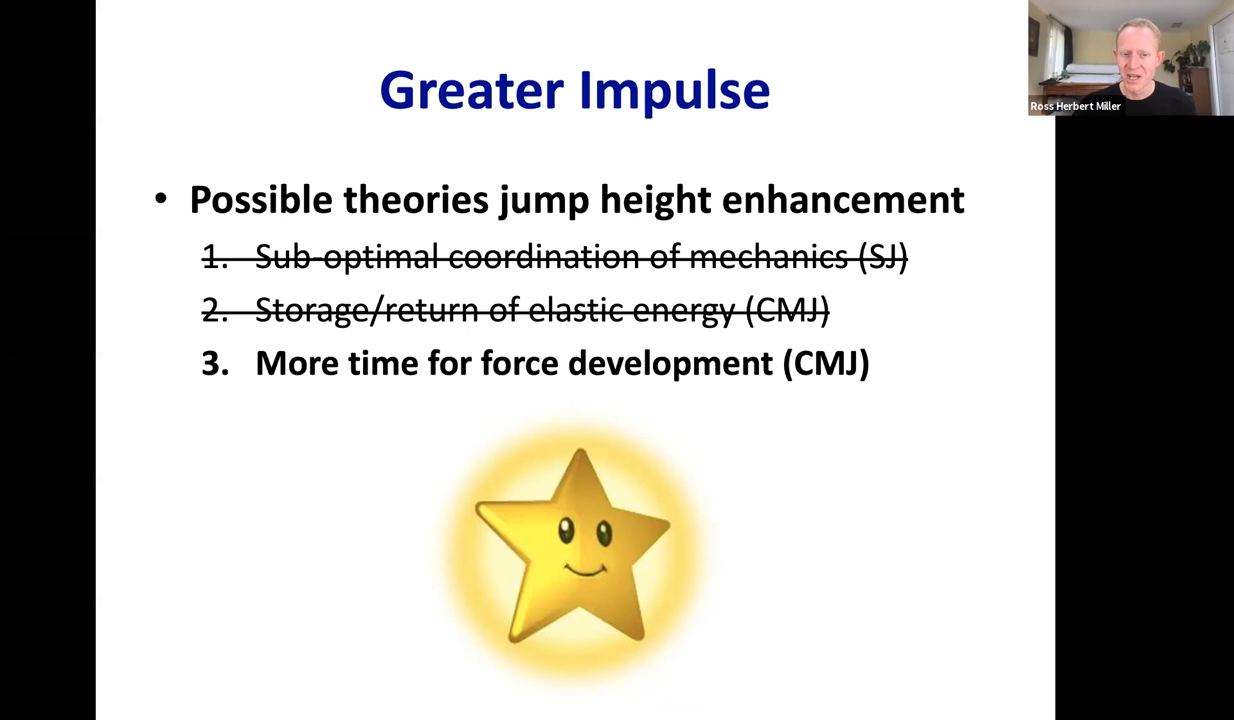 Greater Impulse
Ross Herbert Miller
• Possible theories jump height enhancement
1. Sub-optimal coordination of mechanics (SJ)
2. Storage/return of elastic energy (CMJ)
3. More time for force development (CMJ)